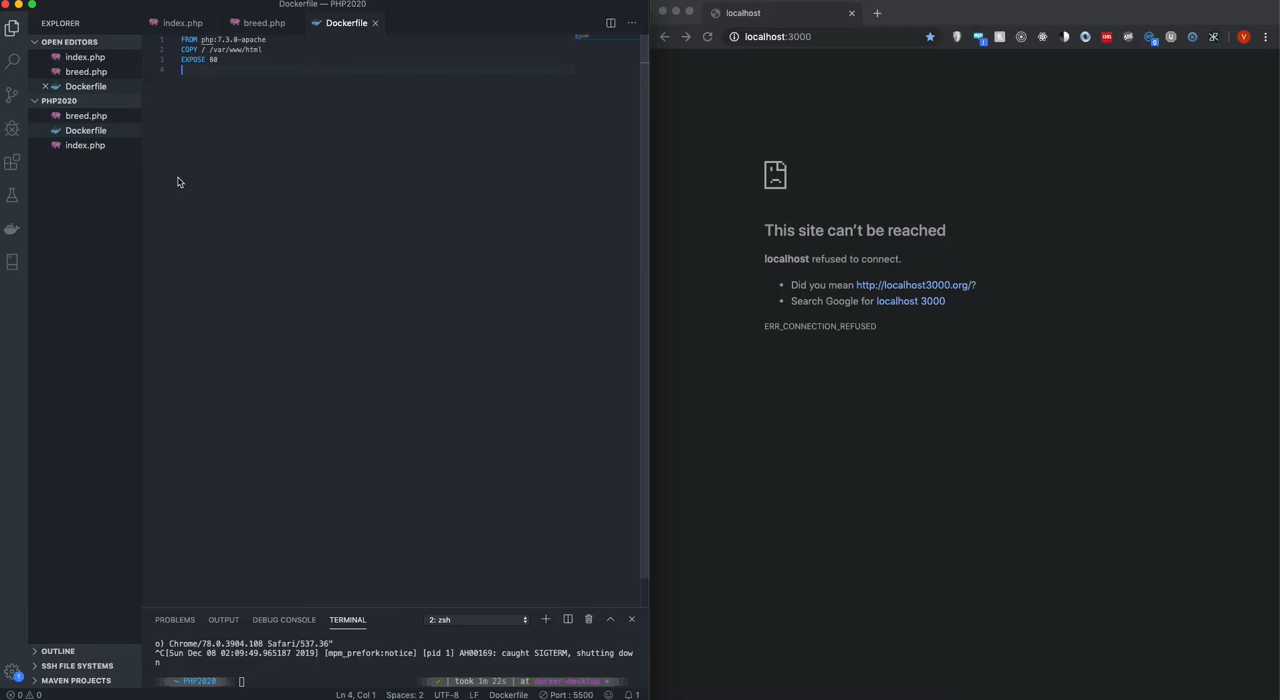 Dockerfile — PHP2020
EXPLORER
OPEN EDITORS
index.php
breed.php
Dockerfile
PHP2020
breed.php
Dockerfile
index.php
OUTLINE
SSH FILE SYSTEMS
MAVEN PROJECTS
index.php
breed.php
Dockerfile
1 FROM php:7.3.0-apache
2 COPY / /var/www/html
3 EXPOSE 80
4
PROBLEMS OUTPUT DEBUG CONSOLE TERMINAL 2: zsh
o) Chrome/78.0.3904.108 Safari/537.36"
^C[Sun Dec 08 02:09:49.965187 2019] [mpm_prefork:notice] [pid 1] AH00169: caught SIGTERM, shutting dow
n
~ PHP2020 ✓ | took 1m 22s | at docker-desktop
0 0 Ln 4, Col 1 Spaces: 2 UTF-8 LF Dockerfile Port : 5500 1
localhost
localhost:3000
This site can't be reached
localhost refused to connect.
• Did you mean http://localhost3000.org/?
• Search Google for localhost 3000
ERR_CONNECTION_REFUSED